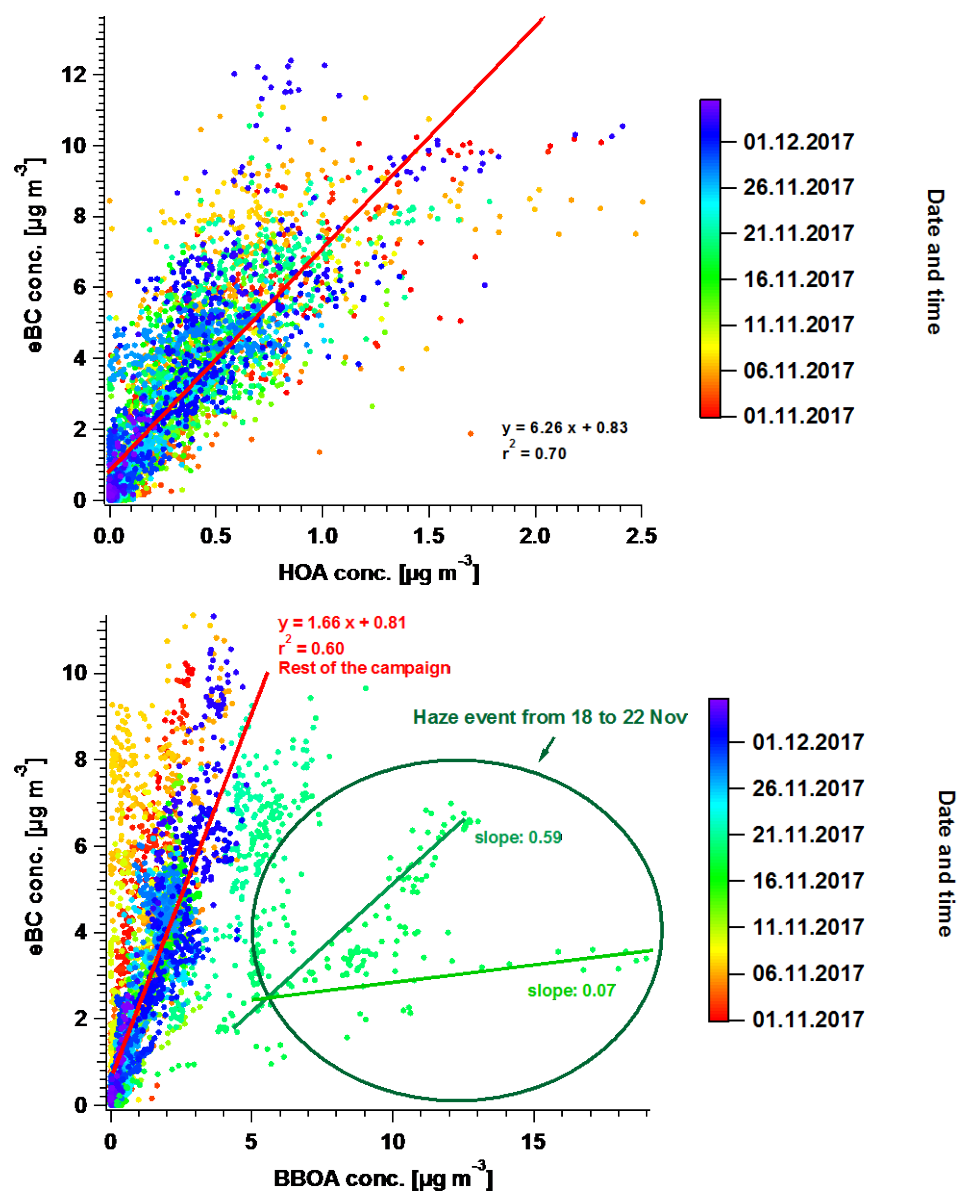 12
10
8
6
4
2
0
eBC conc. [µg m⁻³]
0.0 0.5 1.0 1.5 2.0 2.5
HOA conc. [µg m⁻³]
y = 6.26 x + 0.83
r² = 0.70
01.12.2017
26.11.2017
21.11.2017
16.11.2017
11.11.2017
06.11.2017
01.11.2017
Date and time
y = 1.66 x + 0.81
r² = 0.60
Rest of the campaign
Haze event from 18 to 22 Nov
slope: 0.59
slope: 0.07
10
8
6
4
2
0
eBC conc. [µg m⁻³]
0 5 10 15
BBOA conc. [µg m⁻³]
01.12.2017
26.11.2017
21.11.2017
16.11.2017
11.11.2017
06.11.2017
01.11.2017
Date and time